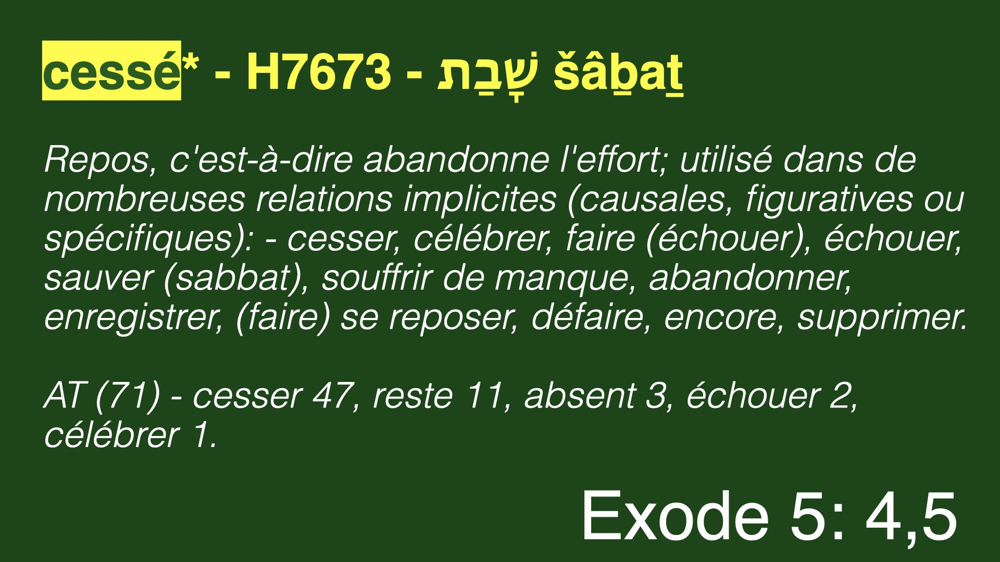 cessé* - H7673 - שָׁבַת šâḇaṯ
Repos, c'est-à-dire abandonne l'effort; utilisé dans de
nombreuses relations implicites (causales, figuratives ou
spécifiques): - cesser, célébrer, faire (échouer), échouer,
sauver (sabbat), souffrir de manque, abandonner,
enregistrer, (faire) se reposer, défaire, encore, supprimer.
AT (71) - cesser 47, reste 11, absent 3, échouer 2,
célébrer 1.
Exode 5: 4,5